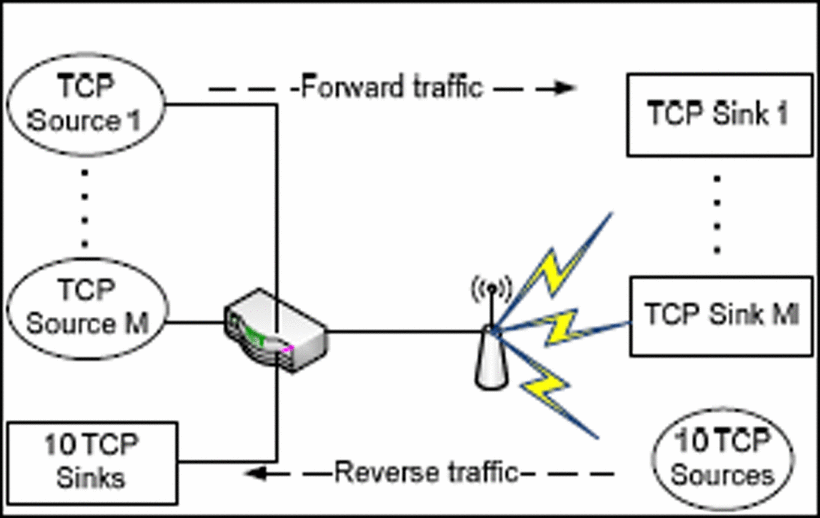 TCP
Source 1
Forward traffic
TCP Sink 1
TCP
Source M
TCP Sink M
10 TCP
Sinks
Reverse traffic
10 TCP
Sources